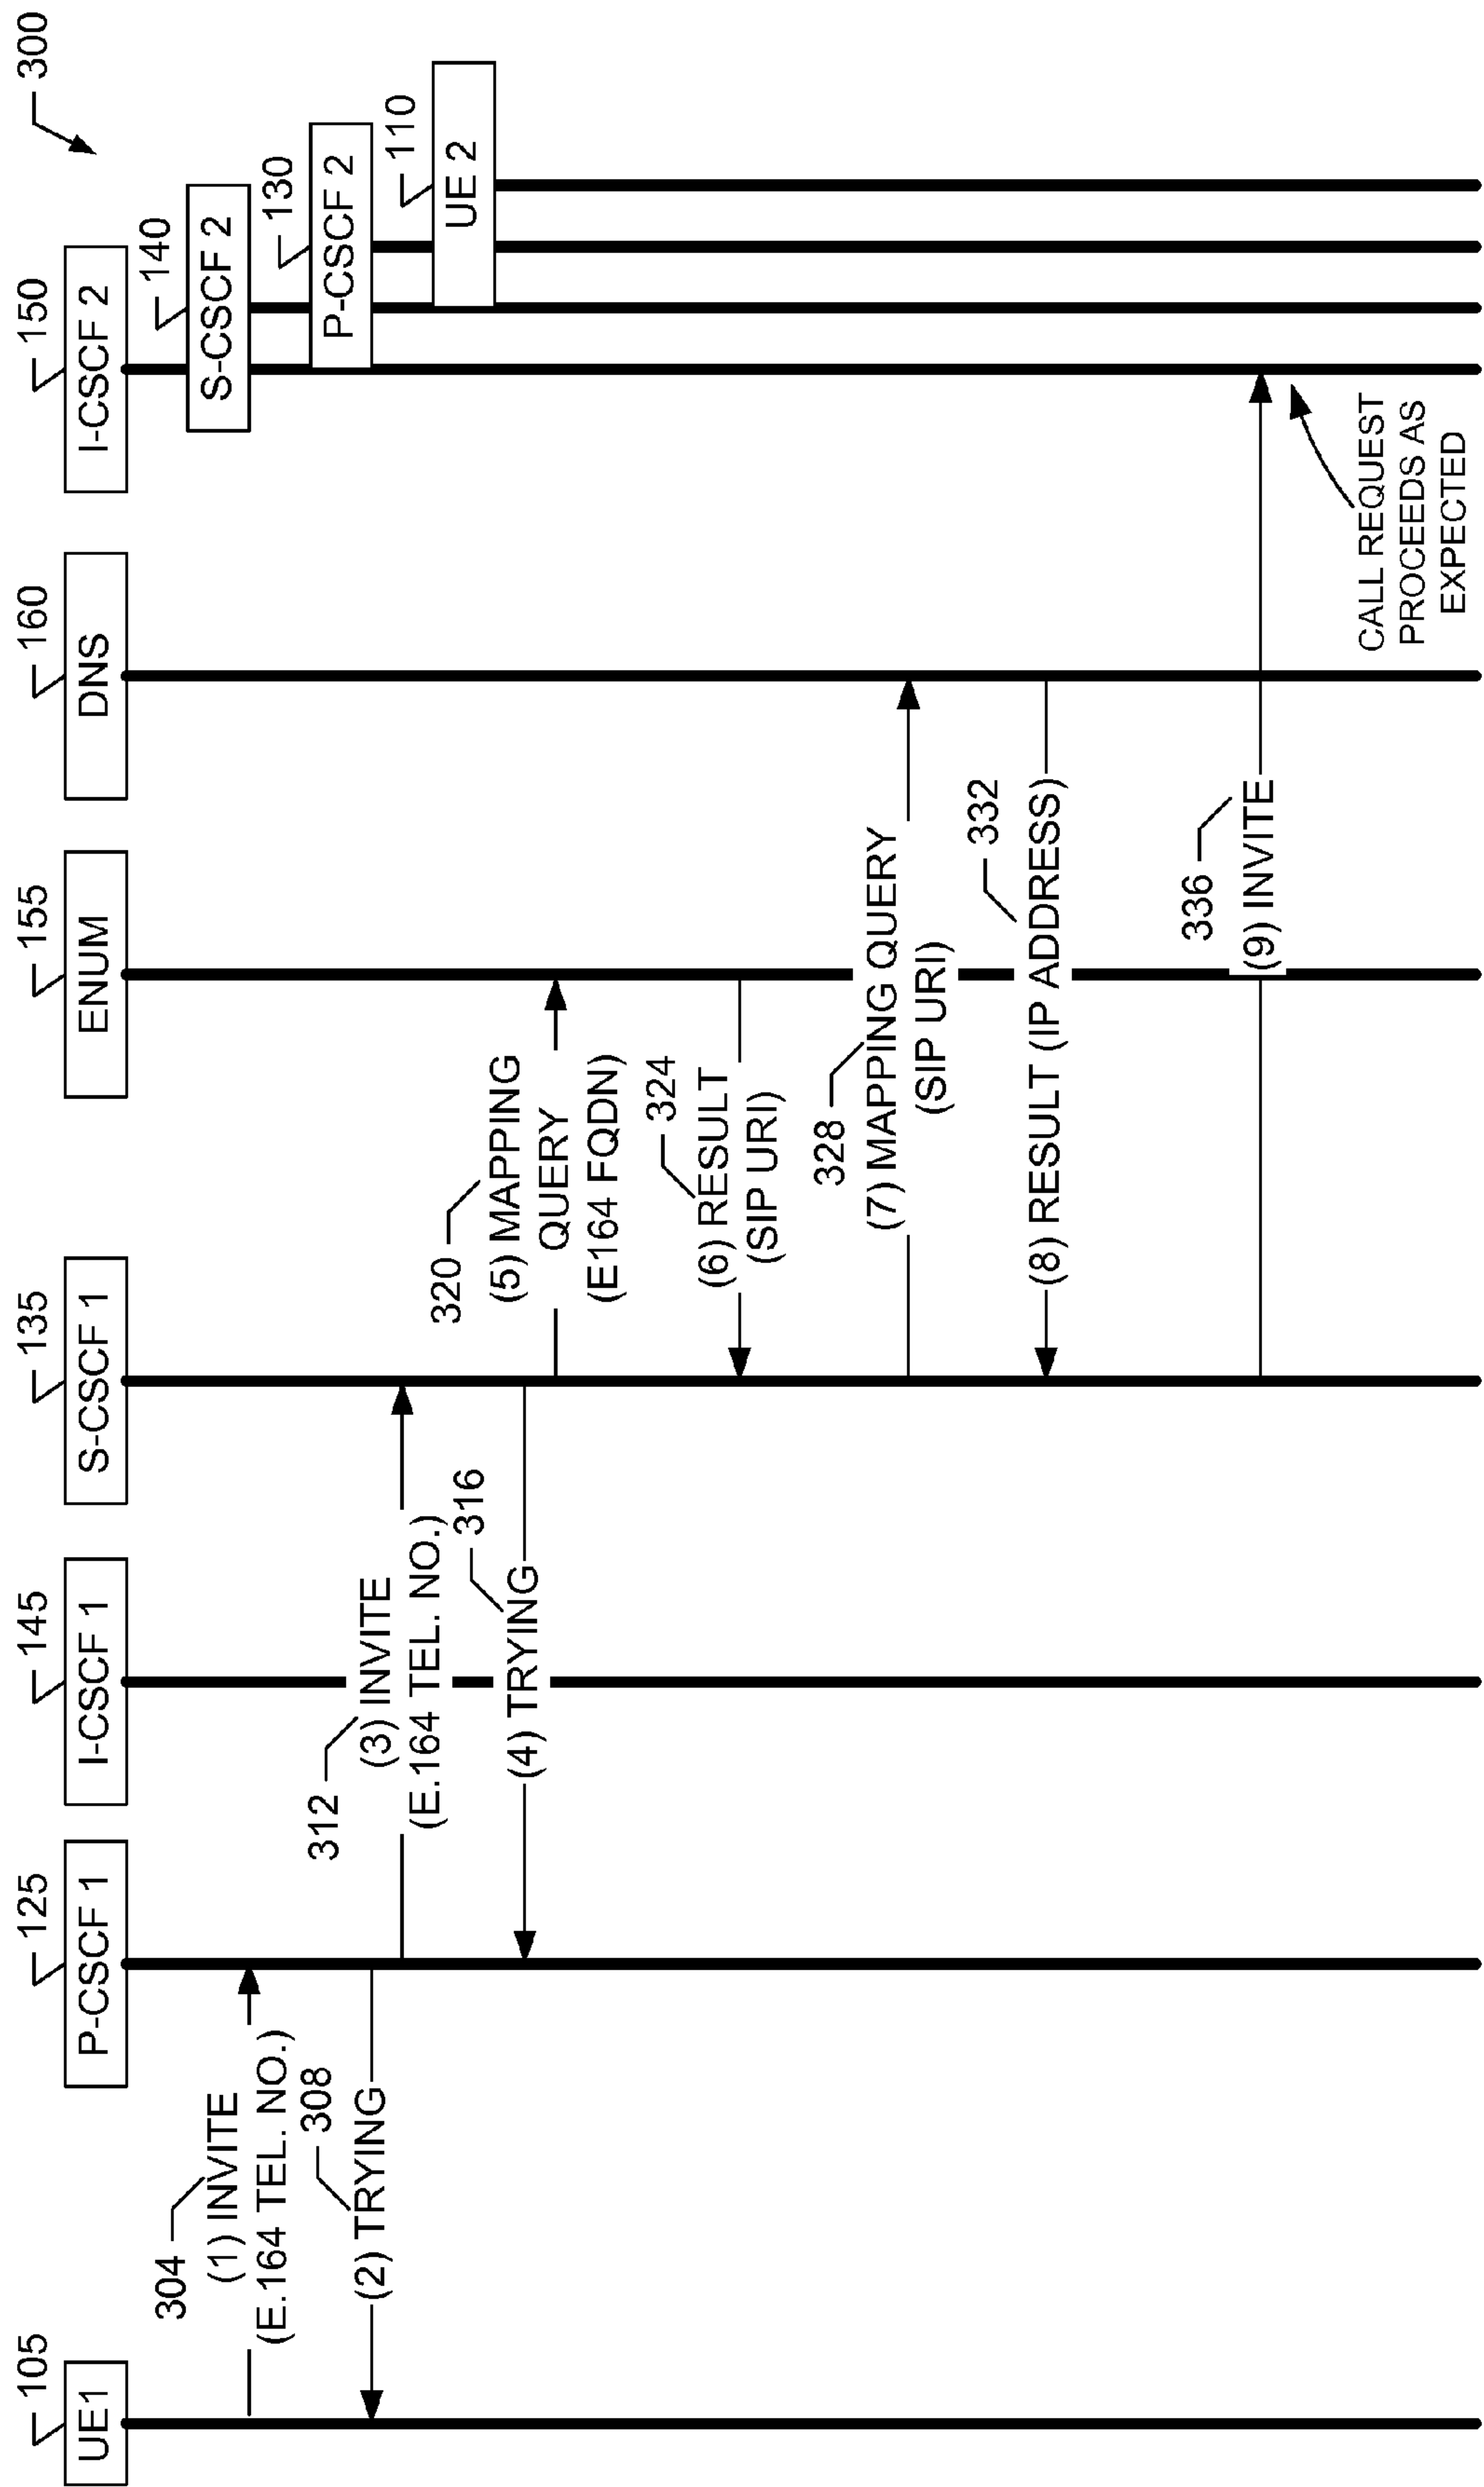 300
105
UE1
125
P-CSCF 1
145
I-CSCF 1
135
S-CSCF 1
155
ENUM
160
DNS
150
I-CSCF 2
140
S-CSCF 2
130
P-CSCF 2
110
UE 2
304
(1) INVITE
(E.164 TEL. NO.)
308
(2) TRYING
312
(3) INVITE
(E.164 TEL. NO.)
316
(4) TRYING
320
(5) MAPPING
QUERY
(E164 FQDN)
324
(6) RESULT
(SIP URI)
328
(7) MAPPING QUERY
(SIP URI)
332
(8) RESULT (IP ADDRESS)
336
(9) INVITE
CALL REQUEST
PROCEEDS AS
EXPECTED